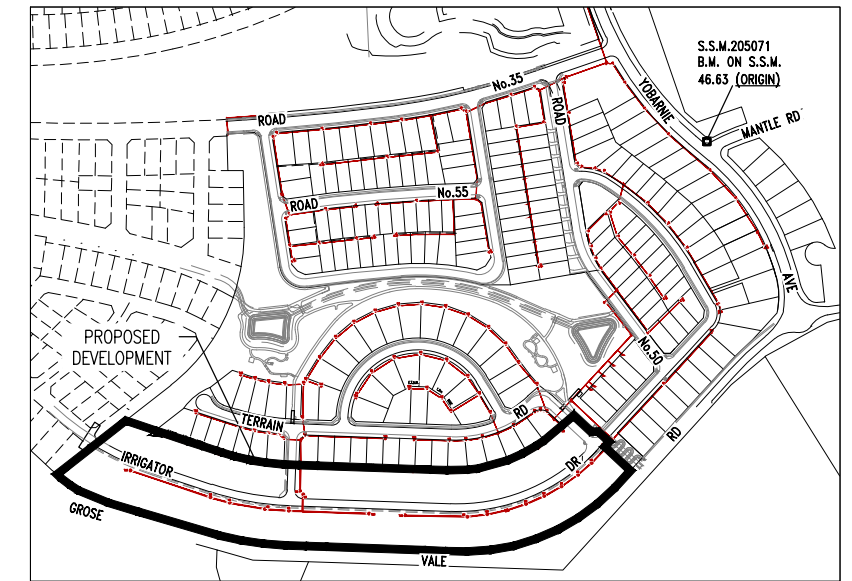 S.S.M.205071
B.M. ON S.S.M.
46.63 (ORIGIN)
YOBARNIE
MANTLE RD
ROAD
No.35
ROAD
ROAD
No.55
AVE
PROPOSED
DEVELOPMENT
No.50
TERRAIN
RD
RD
IRRIGATOR
DR
GROSE
VALE